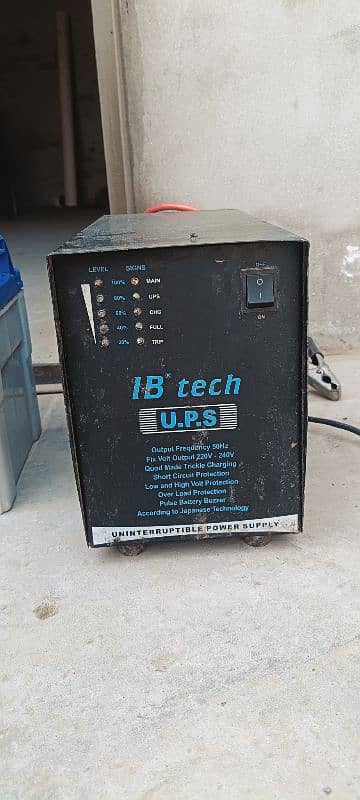 LEVEL SIGNS
100% MAIN
80% UPS
60% CHG
40% FULL
20% TRIP
OFF
ON
IB* tech
U.P.S
Output Frequency 50Hz
Fix Volt Output 220V - 240V
Quad Made Trickle Charging
Short Circuit Protection
Low and High Volt Protection
Over Load Protection
Pulse Battery Buzzer
According to Japanese Technology
UNINTERRUPTIBLE POWER SUPPLY